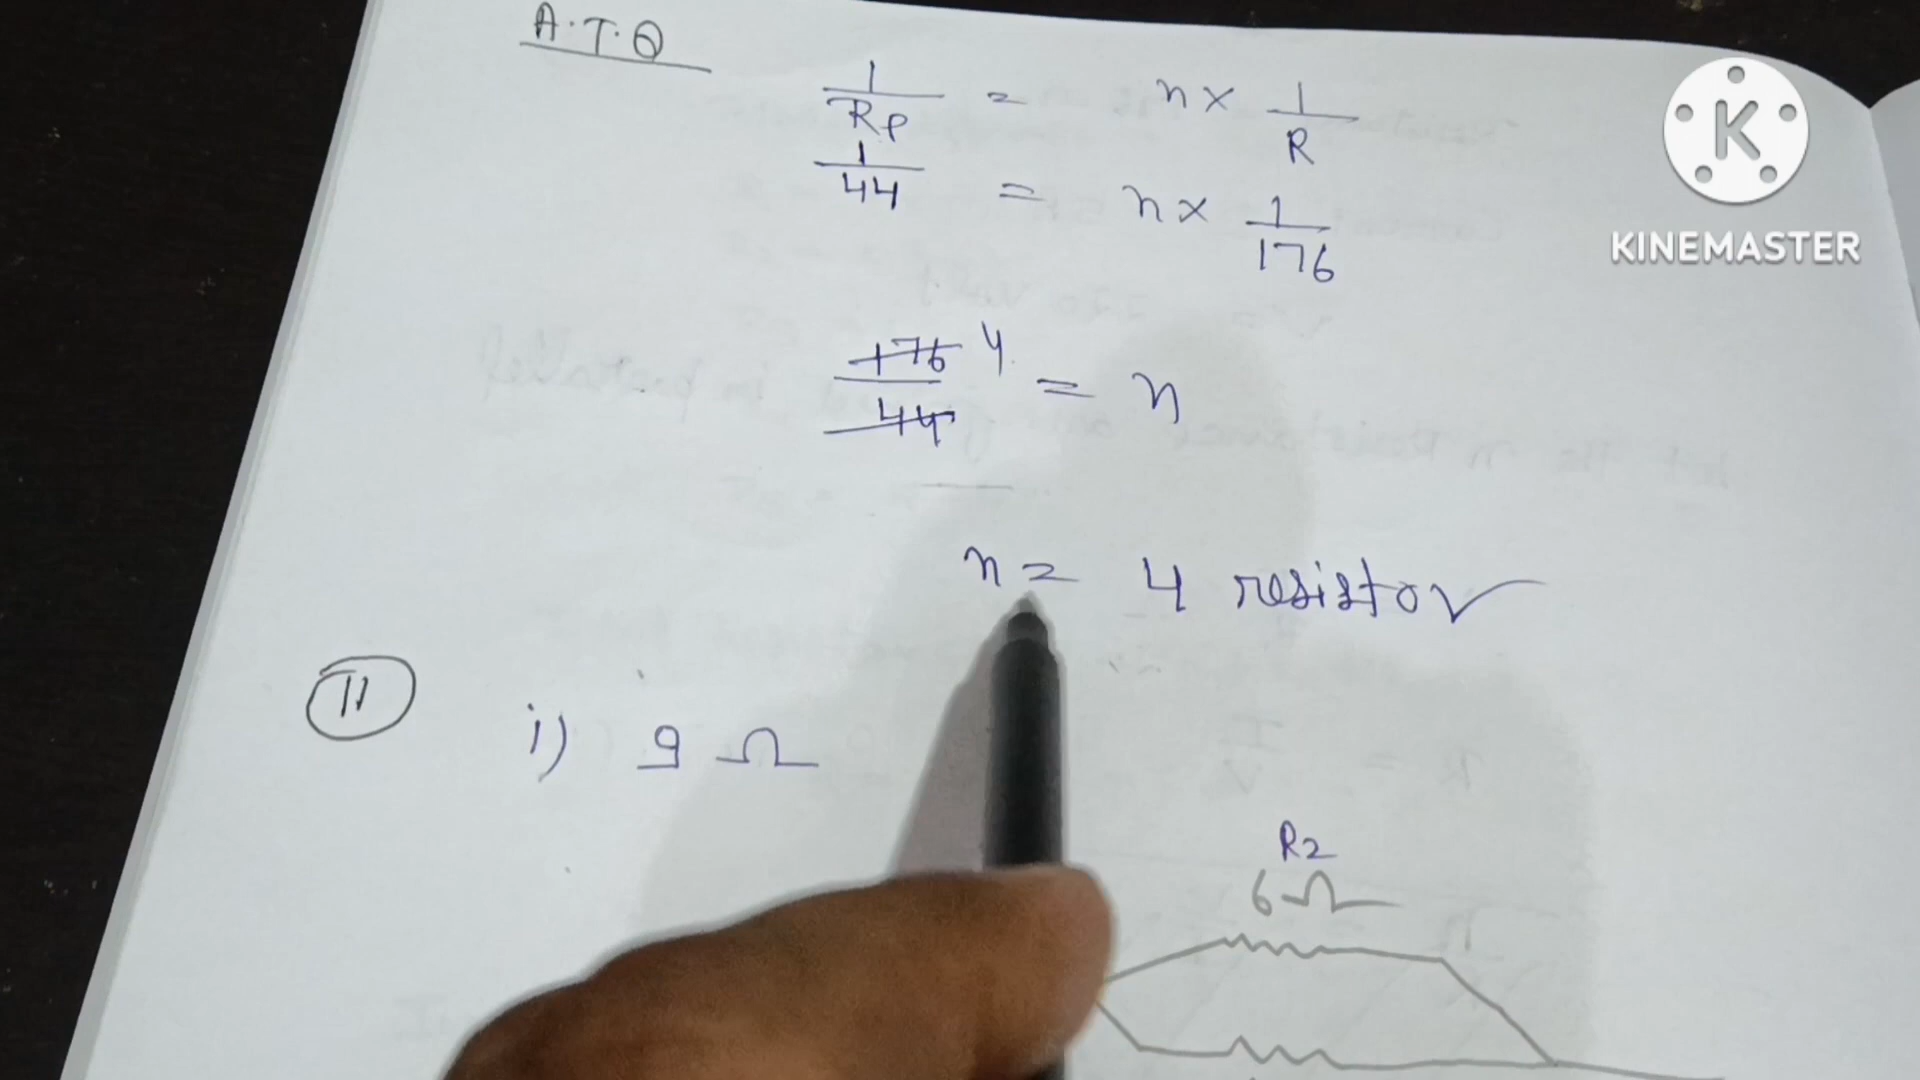 A.T.Q
1/Rp = n × 1/R
1/44 = n × 1/176
176/44 4 = n
n = 4 resistor
11
i) 9 Ω
R2
6 Ω
K
KINEMASTER